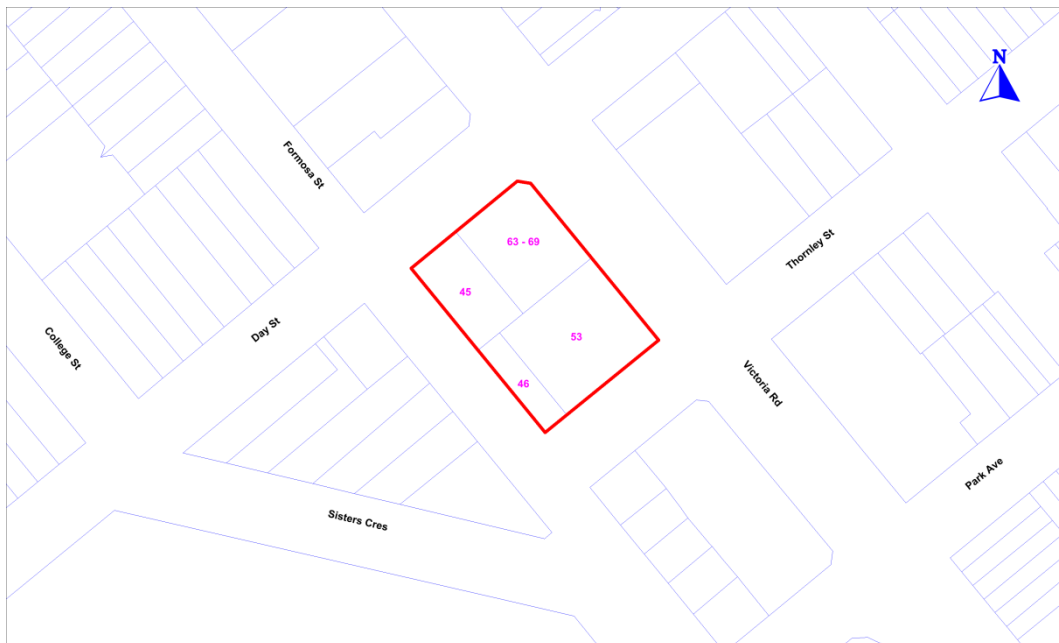 N
Formosa St
63 - 69
Thornley St
45
Day St
53
College St
46
Victoria Rd
Park Ave
Sisters Cres